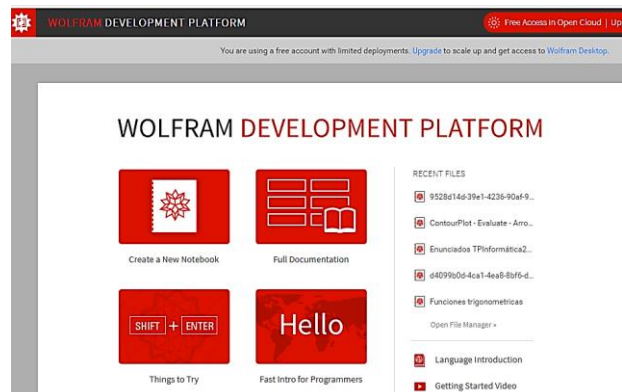 WOLFRAM DEVELOPMENT PLATFORM
Free Access in Open Cloud | Up
You are using a free account with limited deployments. Upgrade to scale up and get access to Wolfram Desktop.
WOLFRAM DEVELOPMENT PLATFORM
Create a New Notebook
Full Documentation
SHIFT + ENTER
Things to Try
Hello
Fast Intro for Programmers
RECENT FILES
9528d14d-39e1-4236-90af-9...
ContourPlot - Evaluate - Arro...
Enunciados TPInformática2...
d4099b0d-4ca1-4ea8-8bf6-d...
Funciones trigonometricas
Open File Manager »
Language Introduction
Getting Started Video